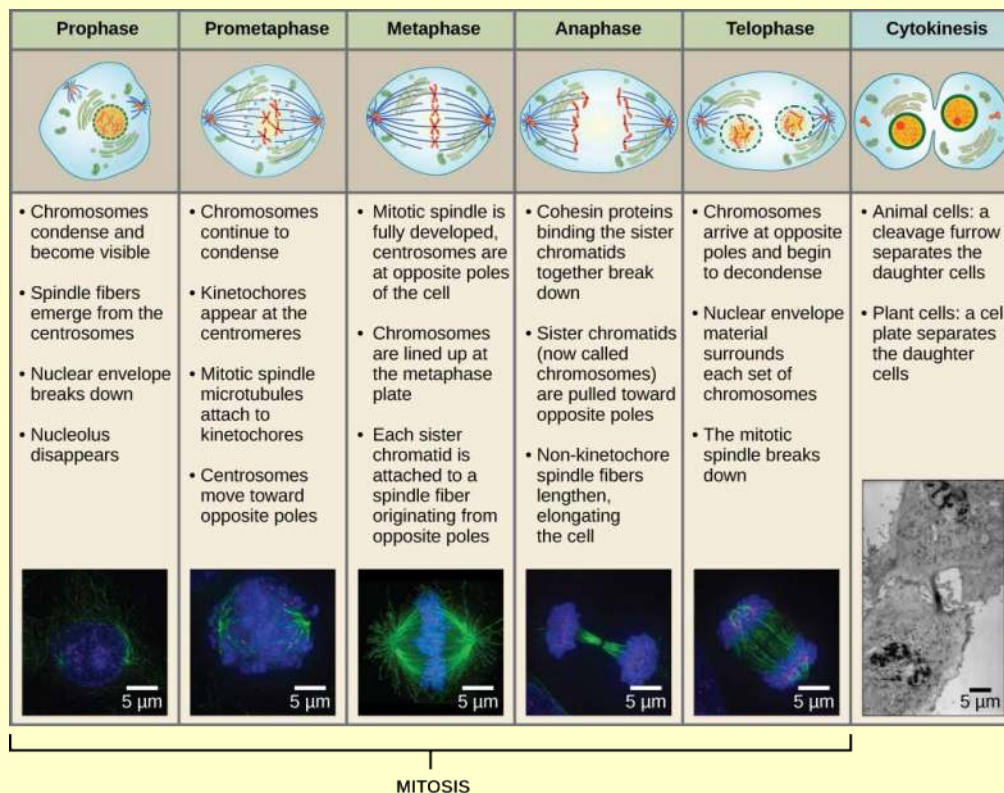 Prophase
Prometaphase
Metaphase
Anaphase
Telophase
Cytokinesis
• Chromosomes
condense and
become visible
• Spindle fibers
emerge from the
centrosomes
• Nuclear envelope
breaks down
• Nucleolus
disappears
5 µm
• Chromosomes
continue to
condense
• Kinetochores
appear at the
centromeres
• Mitotic spindle
microtubules
attach to
kinetochores
• Centrosomes
move toward
opposite poles
5 µm
• Mitotic spindle is
fully developed,
centrosomes are
at opposite poles
of the cell
• Chromosomes
are lined up at
the metaphase
plate
• Each sister
chromatid is
attached to a
spindle fiber
originating from
opposite poles
5 µm
• Cohesin proteins
binding the sister
chromatids
together break
down
• Sister chromatids
(now called
chromosomes)
are pulled toward
opposite poles
• Non-kinetochore
spindle fibers
lengthen,
elongating
the cell
5 µm
• Chromosomes
arrive at opposite
poles and begin
to decondense
• Nuclear envelope
material
surrounds
each set of
chromosomes
• The mitotic
spindle breaks
down
5 µm
• Animal cells: a
cleavage furrow
separates the
daughter cells
• Plant cells: a cell
plate separates
the daughter
cells
5 µm
MITOSIS